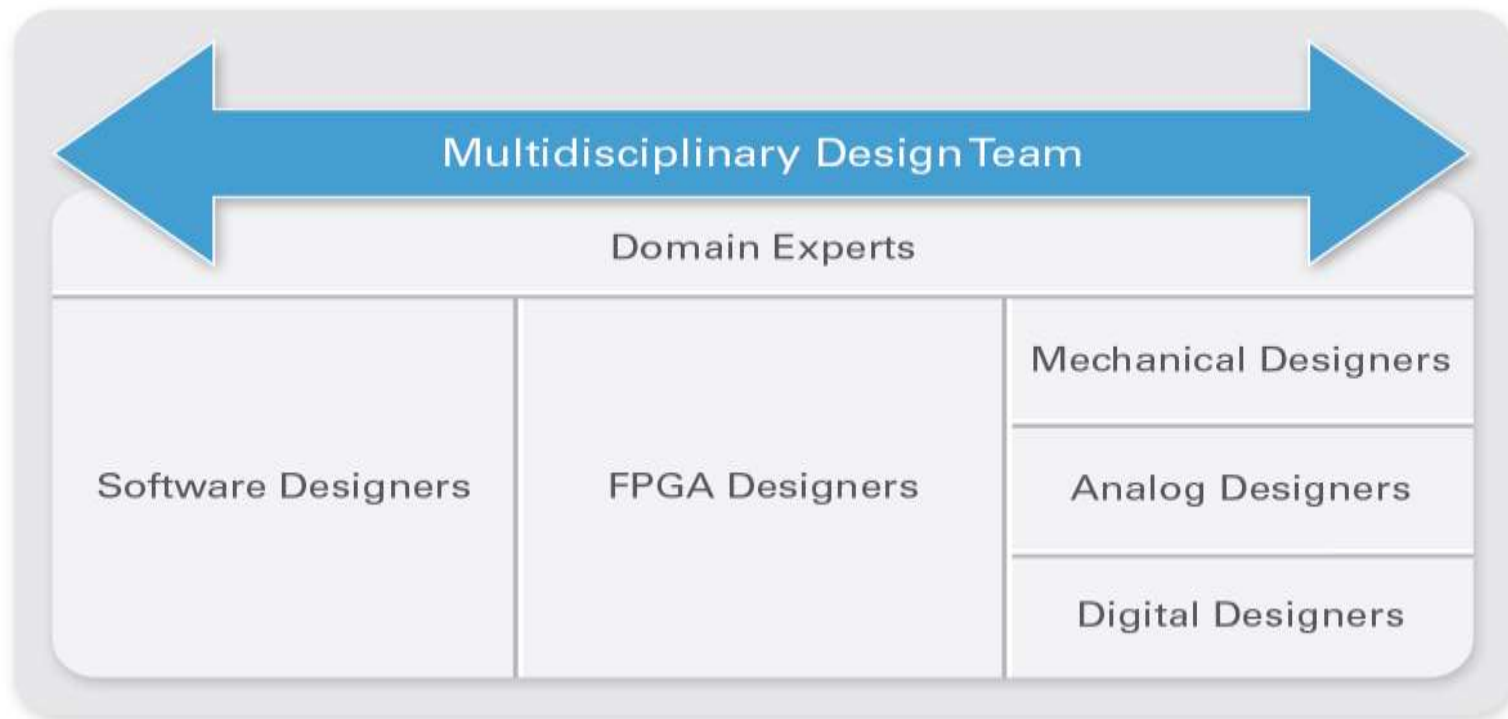 Multidisciplinary Design Team
Domain Experts
Software Designers
FPGA Designers
Mechanical Designers
Analog Designers
Digital Designers